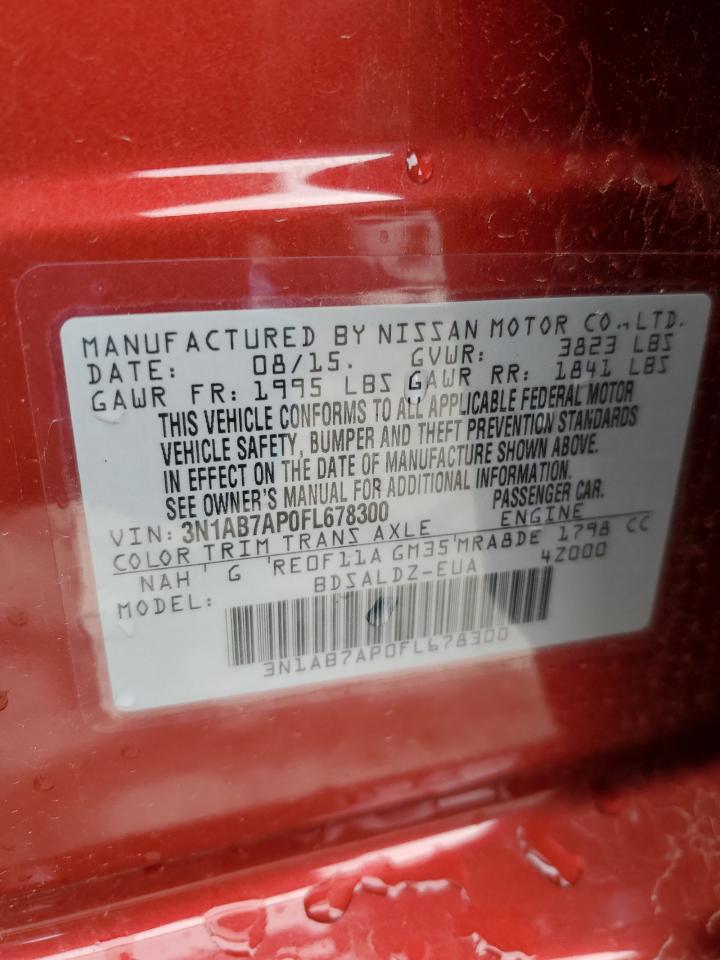 MANUFACTURED BY NISSAN MOTOR CO., LTD.
DATE: 08/15. GVWR: 3823 LBS
GAWR FR: 1995 LBS GAWR RR: 1841 LBS
THIS VEHICLE CONFORMS TO ALL APPLICABLE FEDERAL MOTOR
VEHICLE SAFETY, BUMPER AND THEFT PREVENTION STANDARDS
IN EFFECT ON THE DATE OF MANUFACTURE SHOWN ABOVE.
SEE OWNER'S MANUAL FOR ADDITIONAL INFORMATION.
VIN: 3N1AB7AP0FL678300 PASSENGER CAR.
COLOR TRIM TRANS AXLE ENGINE
NAH G RE0F11A GM35 MRA8DE 1798 CC
MODEL: BDSALDZ-EUA 4Z000
3N1AB7AP0FL678300